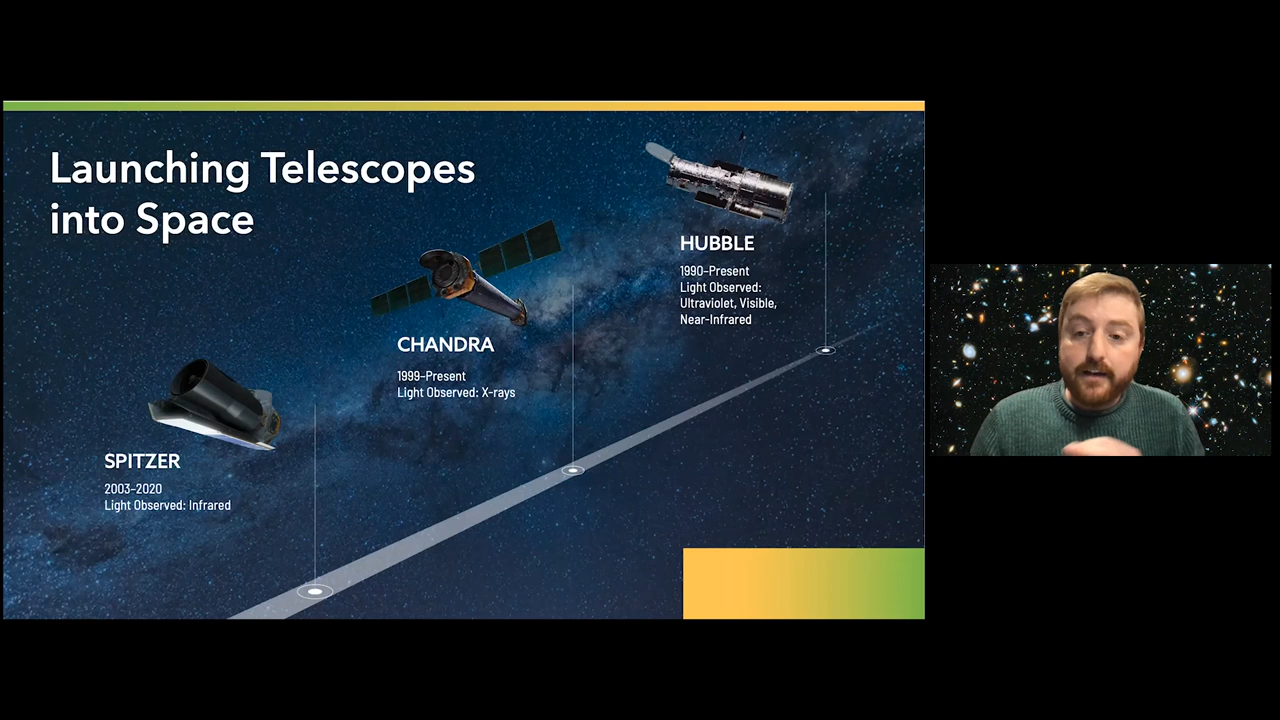 Launching Telescopes
into Space
SPITZER
2003–2020
Light Observed: Infrared
CHANDRA
1999–Present
Light Observed: X-rays
HUBBLE
1990–Present
Light Observed:
Ultraviolet, Visible,
Near-Infrared